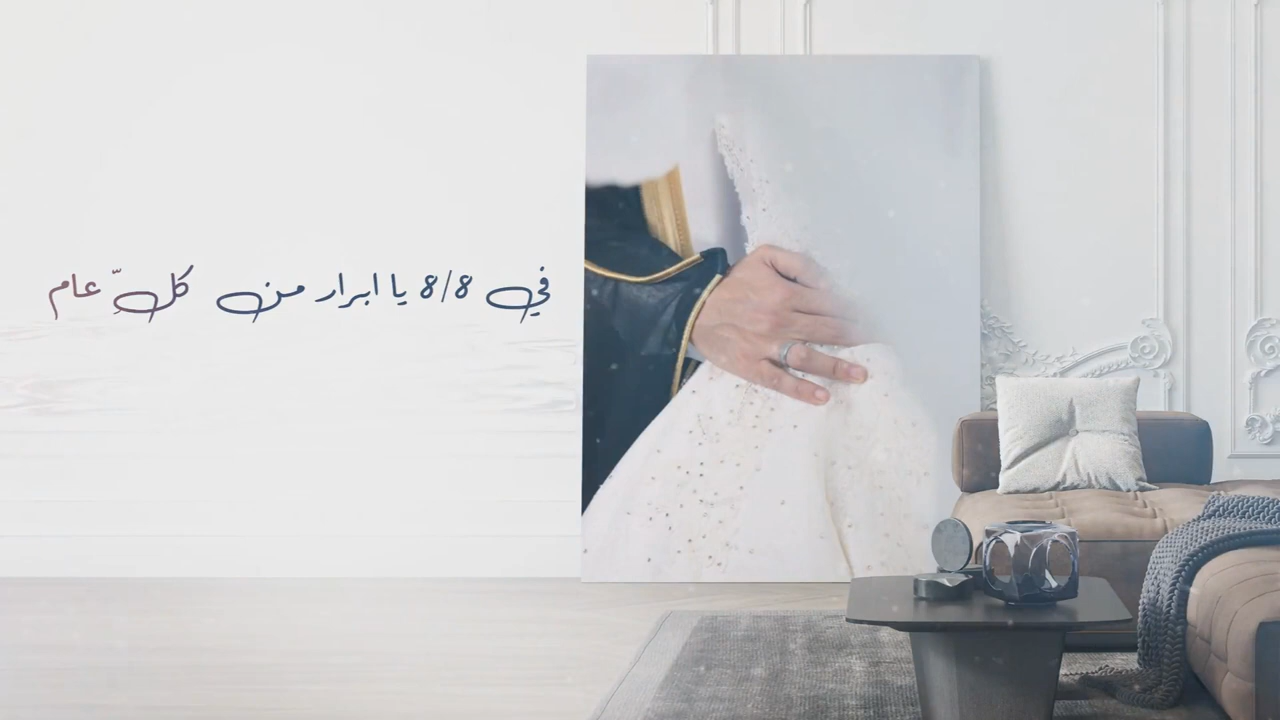 في 8/8 يا ابرار من كلّ عام